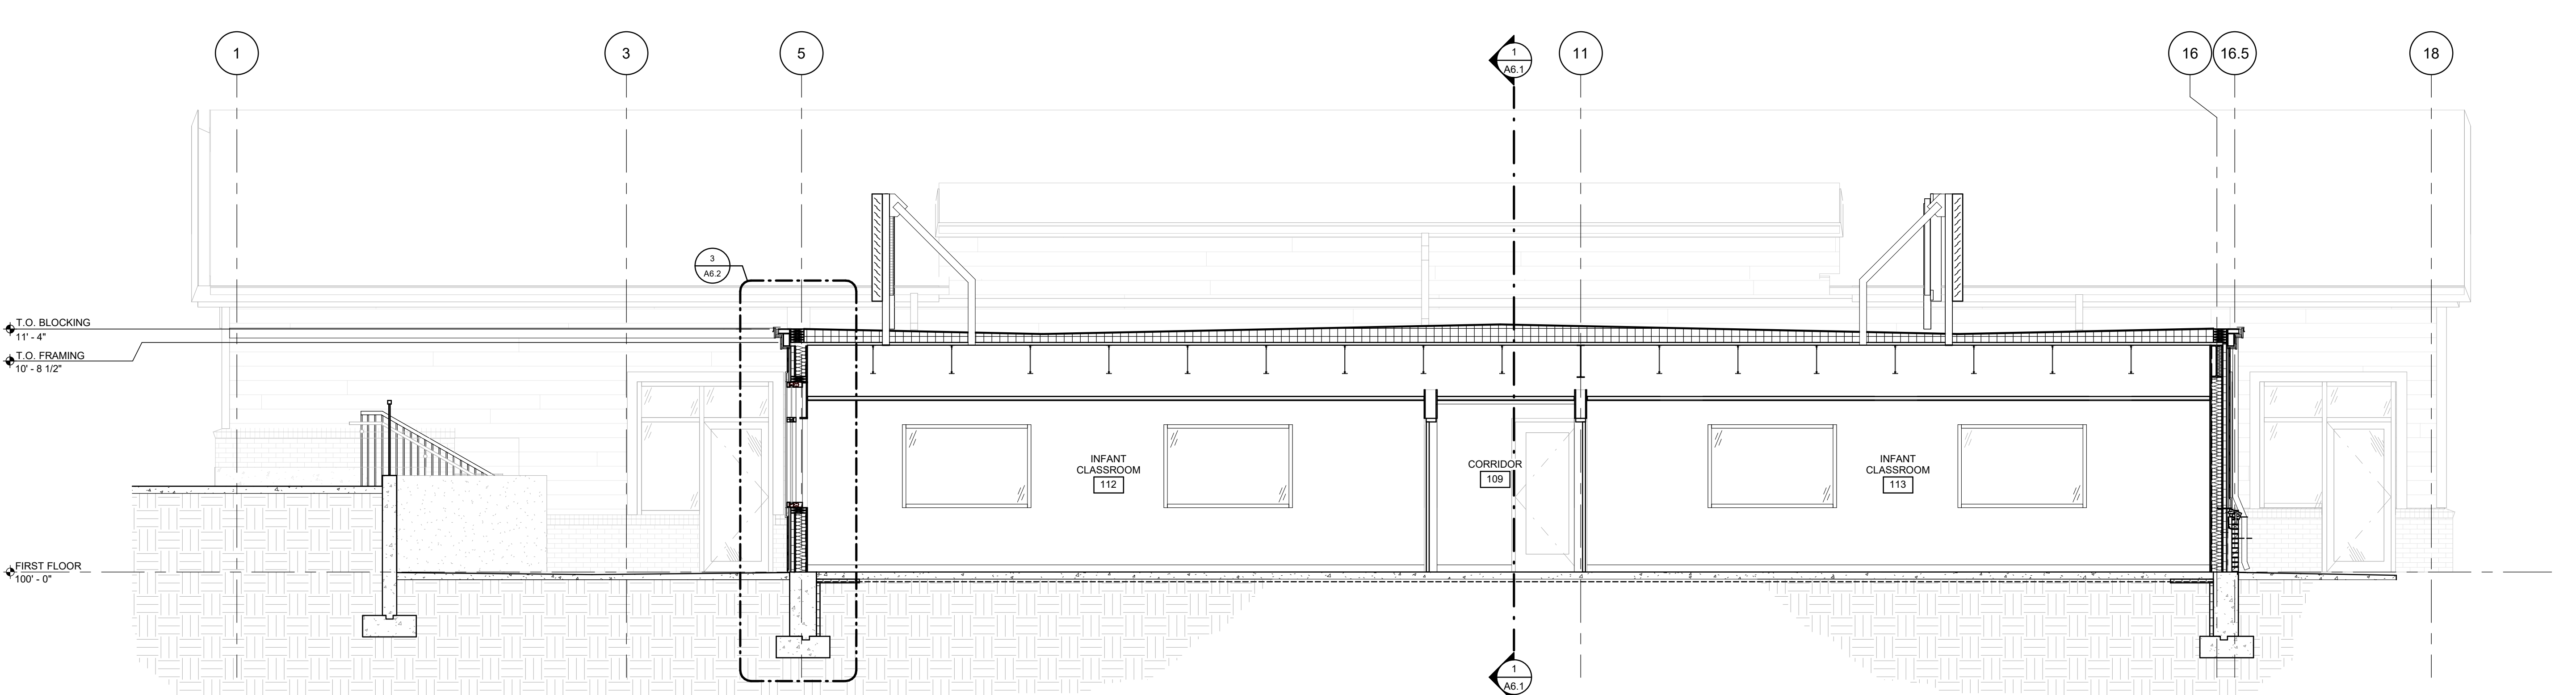 1
3
5
1
A6.1
11
16
16.5
18
3
A6.2
T.O. BLOCKING
11' - 4"
T.O. FRAMING
10' - 8 1/2"
INFANT
CLASSROOM
112
CORRIDOR
109
INFANT
CLASSROOM
113
FIRST FLOOR
100' - 0"
1
A6.1